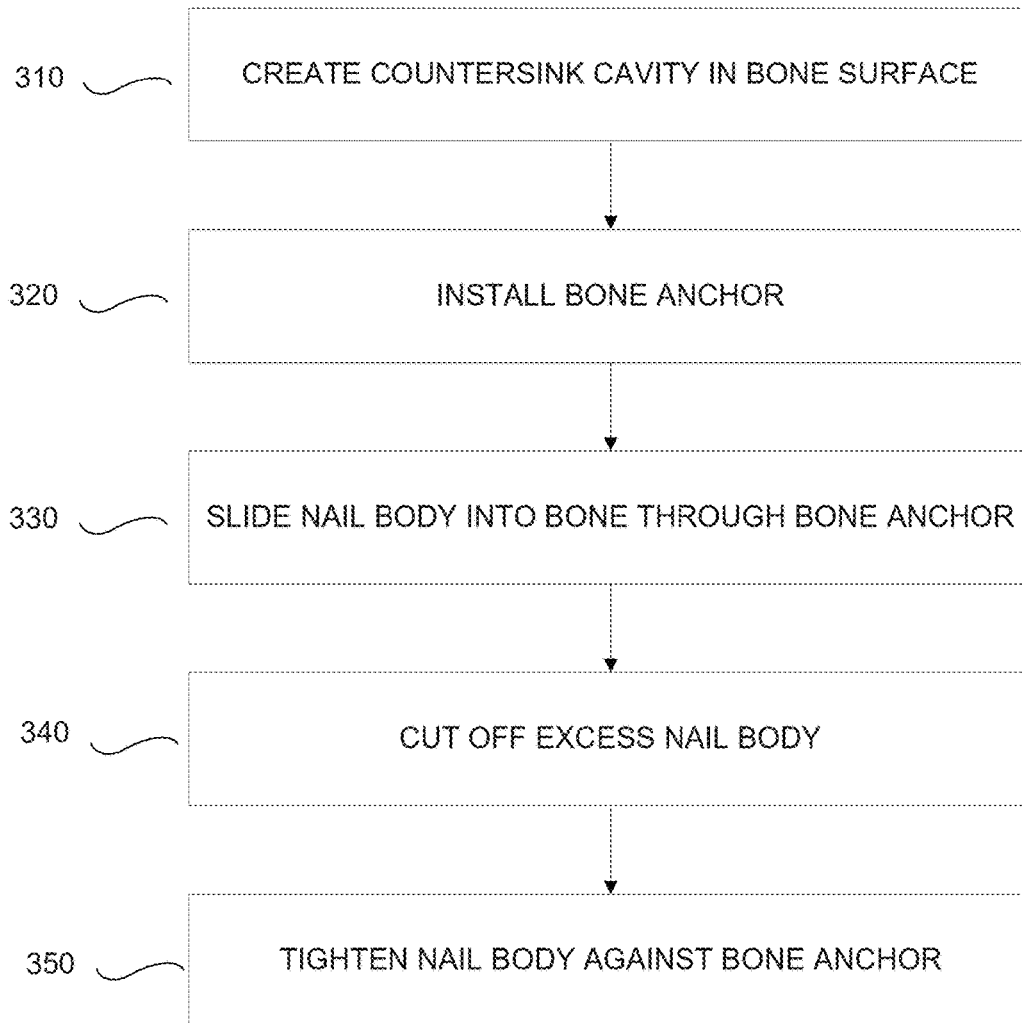 310 CREATE COUNTERSINK CAVITY IN BONE SURFACE
320 INSTALL BONE ANCHOR
330 SLIDE NAIL BODY INTO BONE THROUGH BONE ANCHOR
340 CUT OFF EXCESS NAIL BODY
350 TIGHTEN NAIL BODY AGAINST BONE ANCHOR